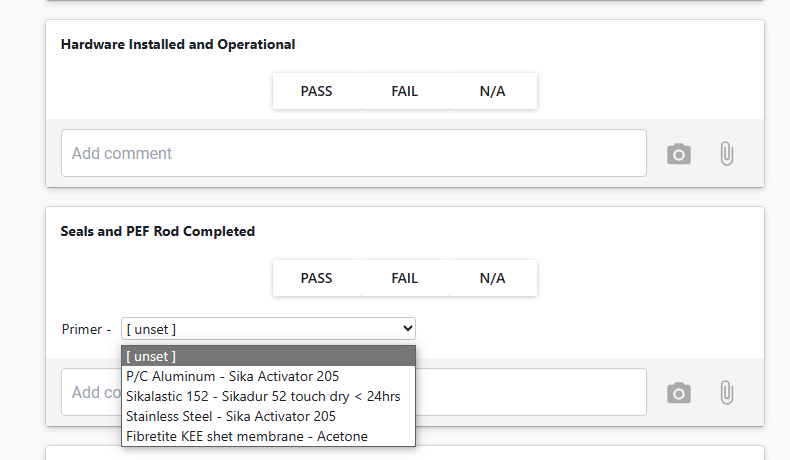 Hardware Installed and Operational
PASS FAIL N/A
Add comment
Seals and PEF Rod Completed
PASS FAIL N/A
Primer - [ unset ]
[ unset ]
P/C Aluminum - Sika Activator 205
Add co
Sikalastic 152 - Sikadur 52 touch dry < 24hrs
Stainless Steel - Sika Activator 205
Fibretite KEE shet membrane - Acetone